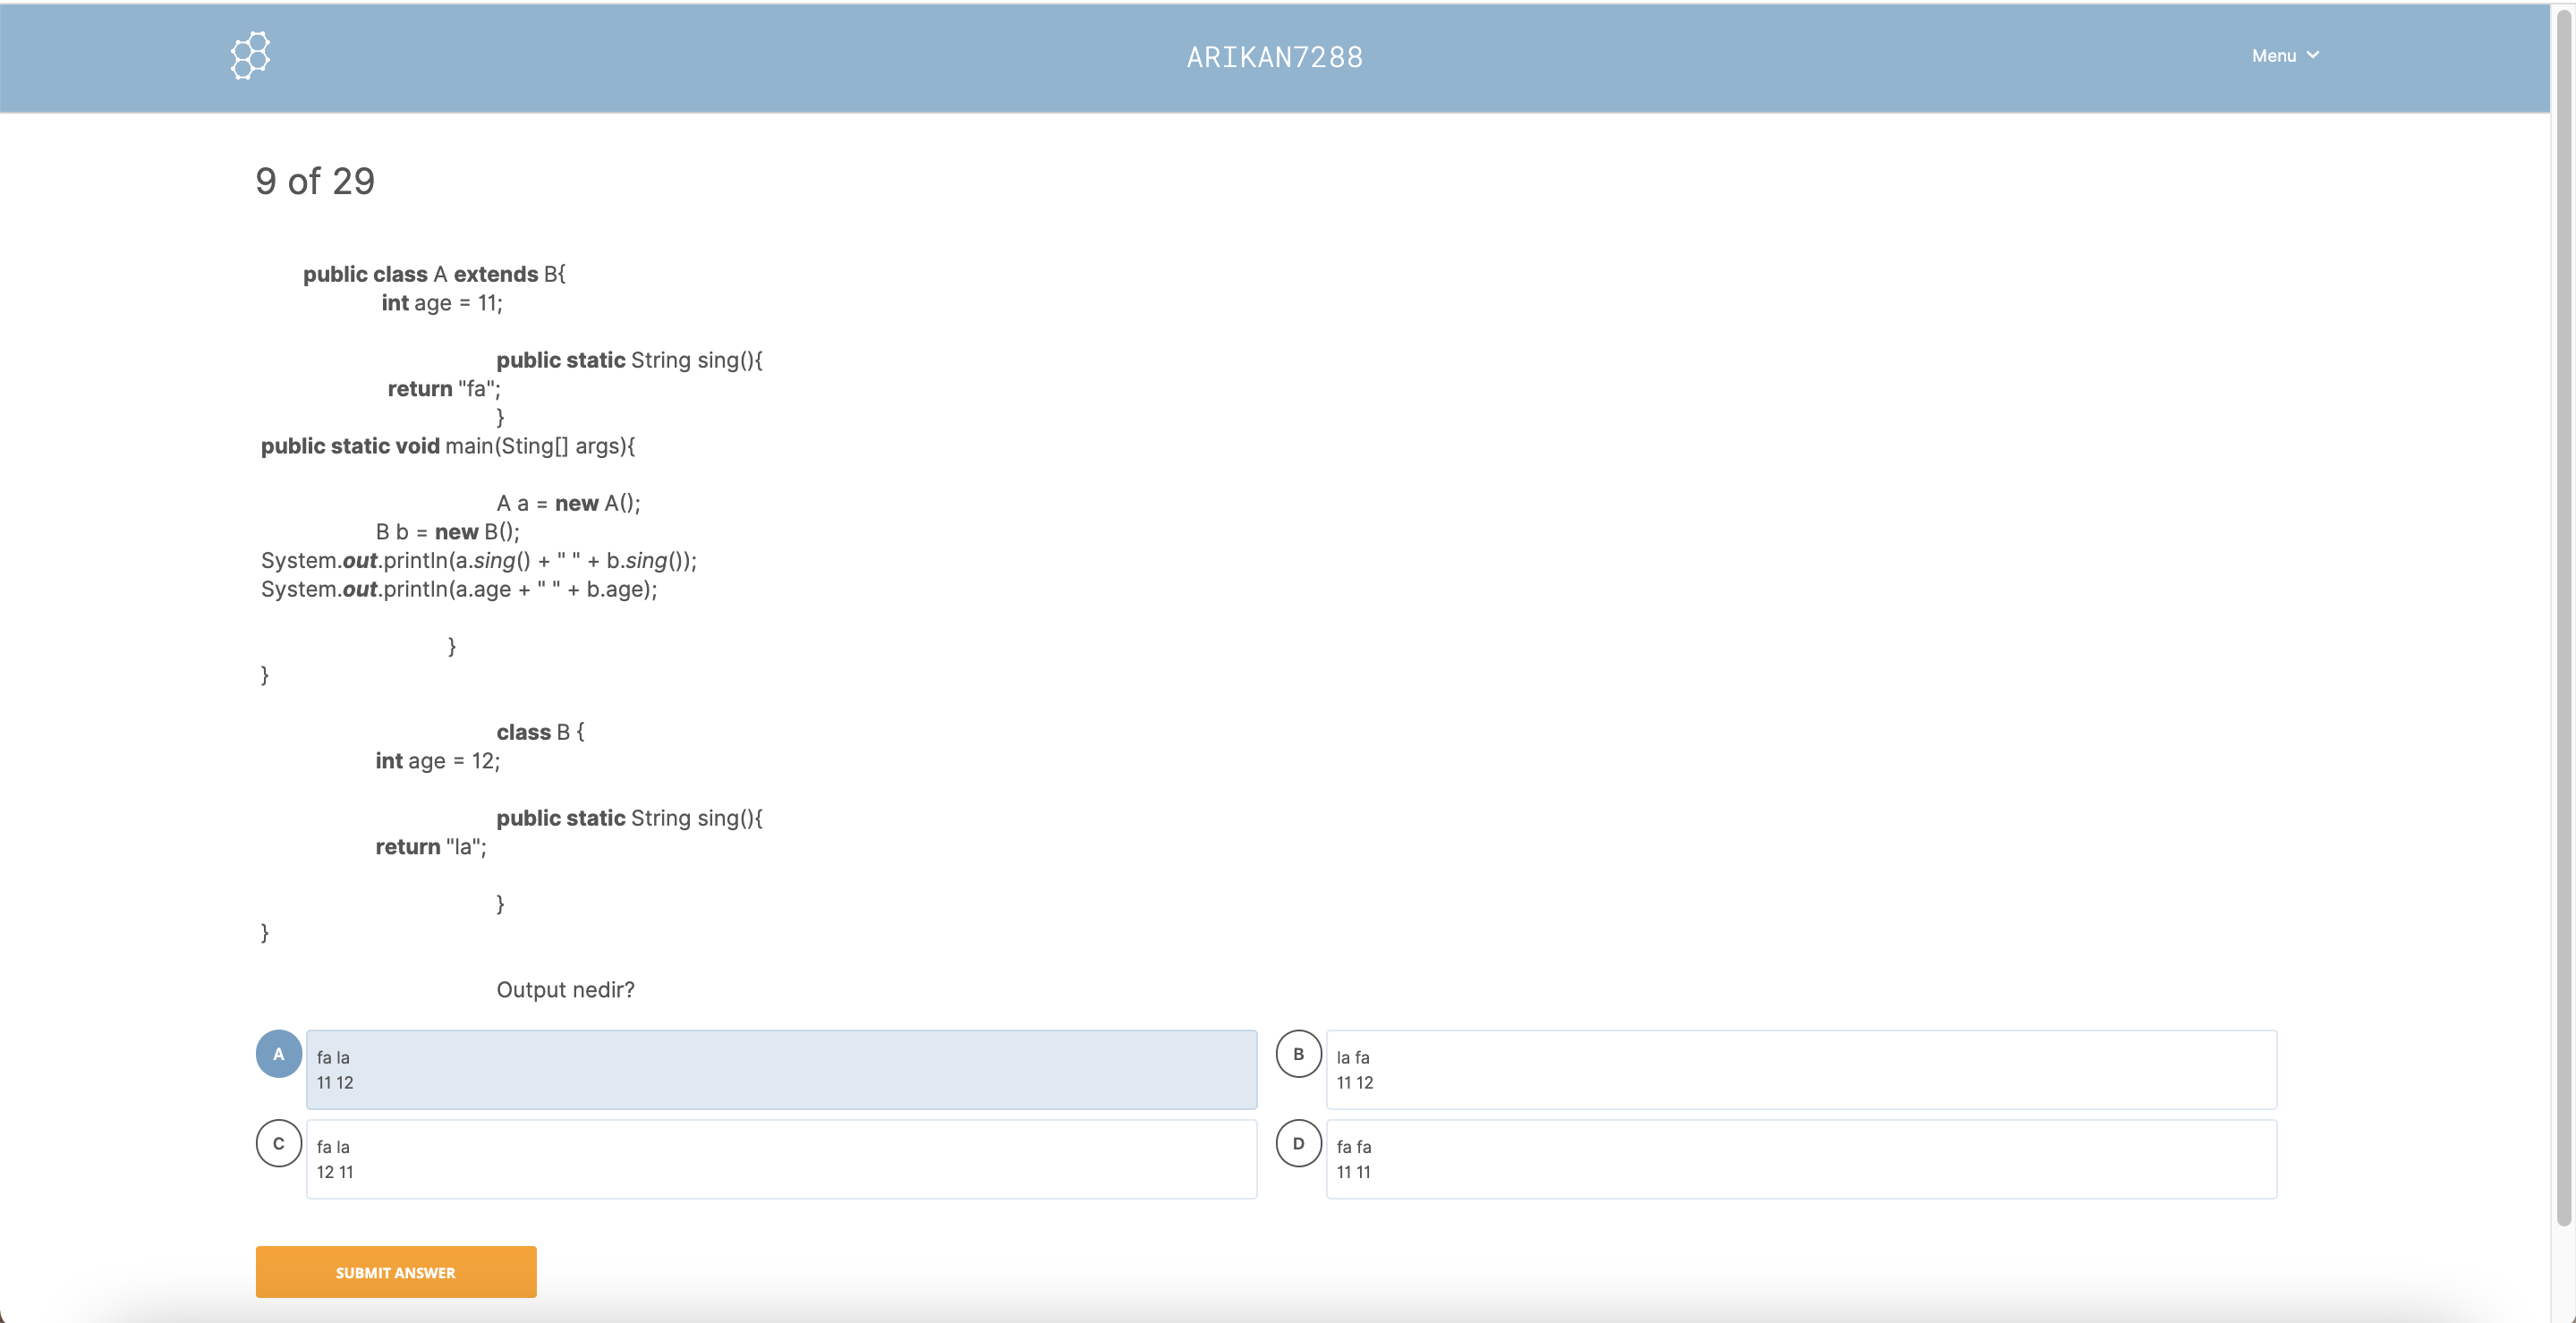 ARIKAN7288
Menu
9 of 29
public class A extends B{
int age = 11;
public static String sing(){
return "fa";
}
public static void main(Sting[] args){
A a = new A();
B b = new B();
System.out.println(a.sing() + " " + b.sing());
System.out.println(a.age + " " + b.age);
}
}
class B {
int age = 12;
public static String sing(){
return "la";
}
}
Output nedir?
A
fa la
11 12
B
la fa
11 12
C
fa la
12 11
D
fa fa
11 11
SUBMIT ANSWER